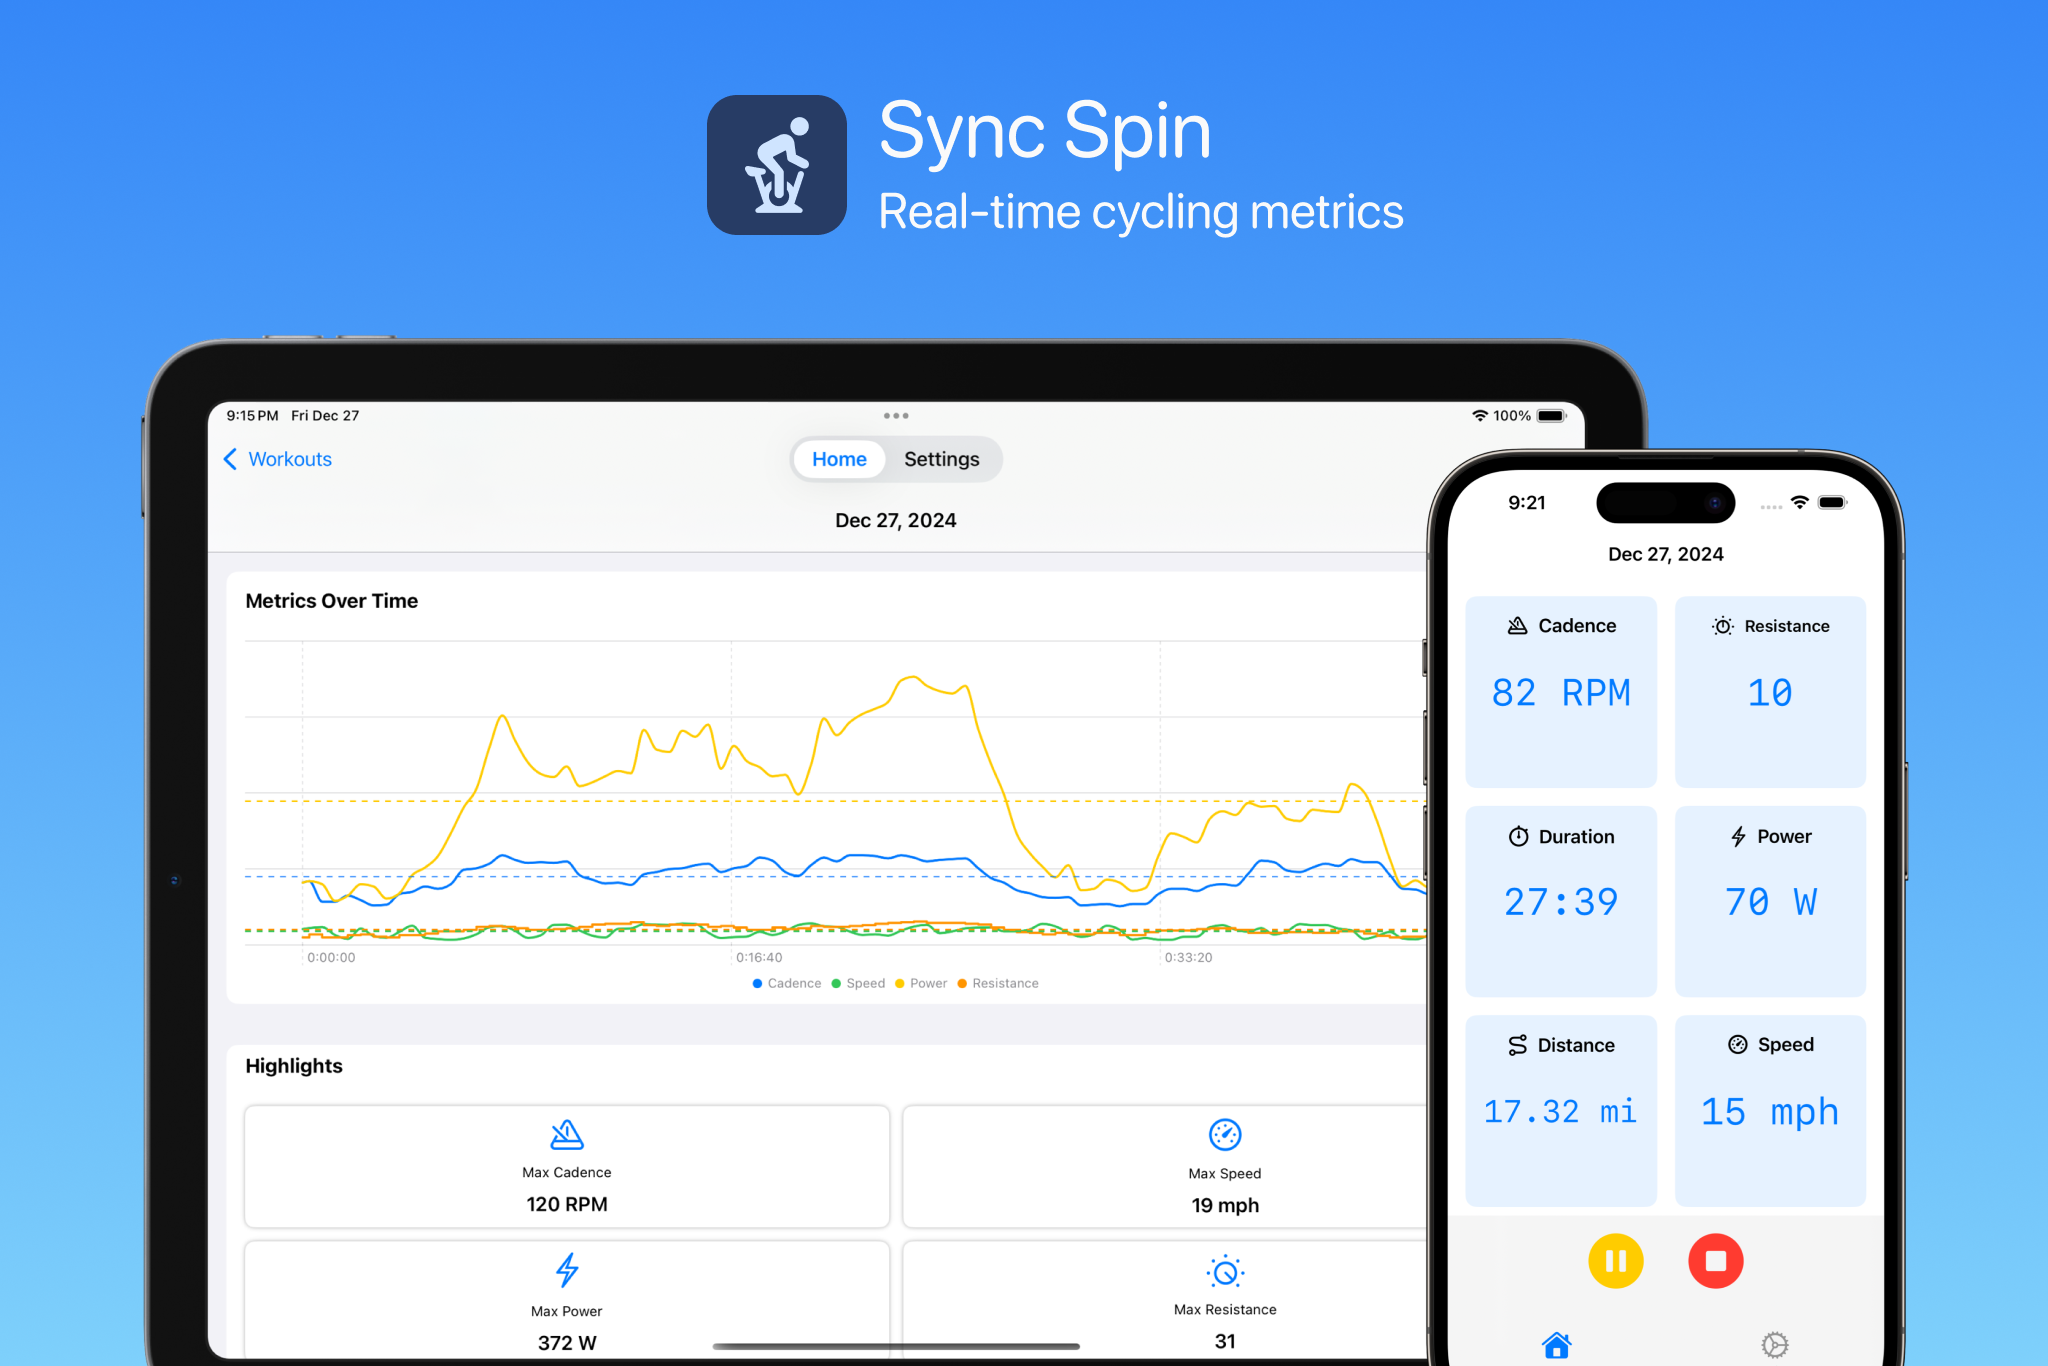 Sync Spin
Real-time cycling metrics
9:15 PM Fri Dec 27
100%
Workouts
Home
Settings
Dec 27, 2024
Metrics Over Time
0:00:00
0:16:40
0:33:20
Cadence
Speed
Power
Resistance
Highlights
Max Cadence
120 RPM
Max Speed
19 mph
Max Power
372 W
Max Resistance
31
9:21
Dec 27, 2024
Cadence
82 RPM
Resistance
10
Duration
27:39
Power
70 W
Distance
17.32 mi
Speed
15 mph